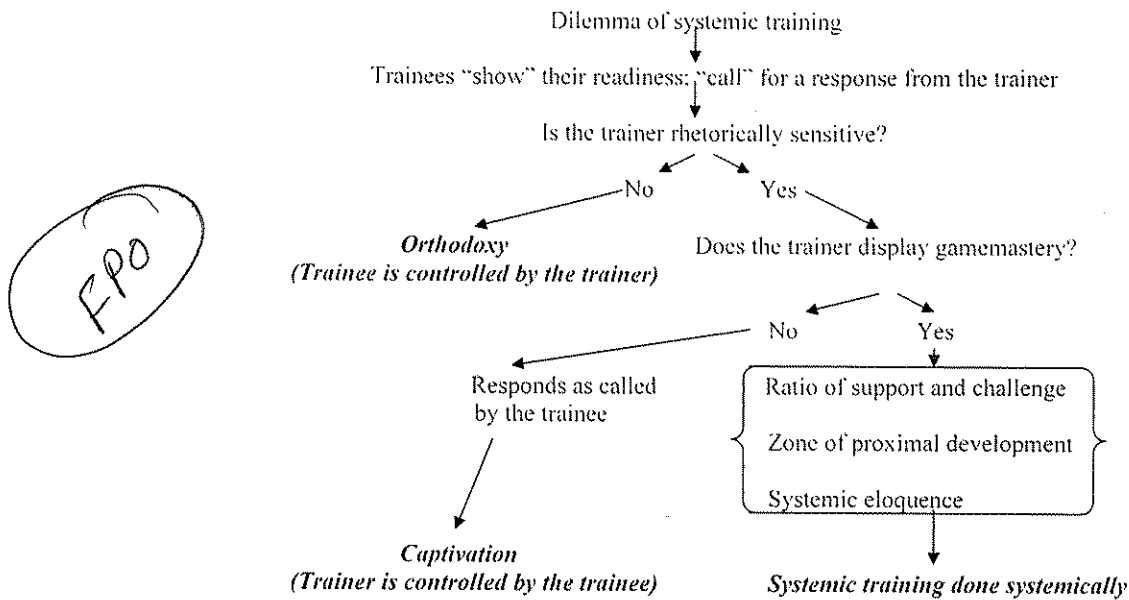 Dilemma of systemic training
Trainees “show” their readiness: “call” for a response from the trainer
Is the trainer rhetorically sensitive?
No
Yes
Orthodoxy
(Trainee is controlled by the trainer)
Does the trainer display gamemastery?
FPO
No
Yes
Responds as called
by the trainee
Ratio of support and challenge
Zone of proximal development
Systemic eloquence
Captivation
(Trainer is controlled by the trainee)
Systemic training done systemically